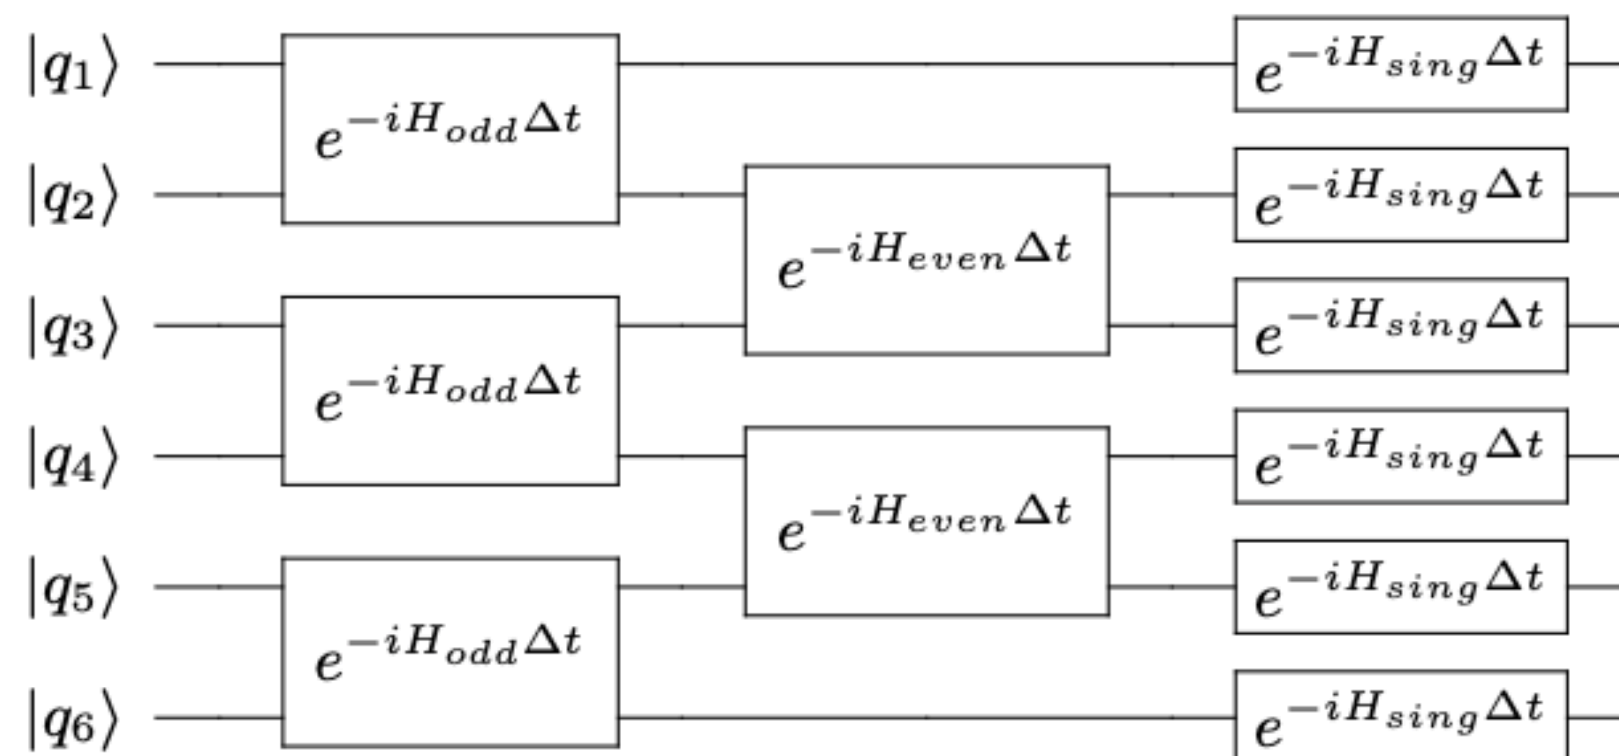 |q₁⟩ e^{-iH_{sing}Δt}
e^{-iH_{odd}Δt}
|q₂⟩ e^{-iH_{sing}Δt}
e^{-iH_{even}Δt}
|q₃⟩ e^{-iH_{sing}Δt}
e^{-iH_{odd}Δt}
|q₄⟩ e^{-iH_{sing}Δt}
e^{-iH_{even}Δt}
|q₅⟩ e^{-iH_{sing}Δt}
e^{-iH_{odd}Δt}
|q₆⟩ e^{-iH_{sing}Δt}